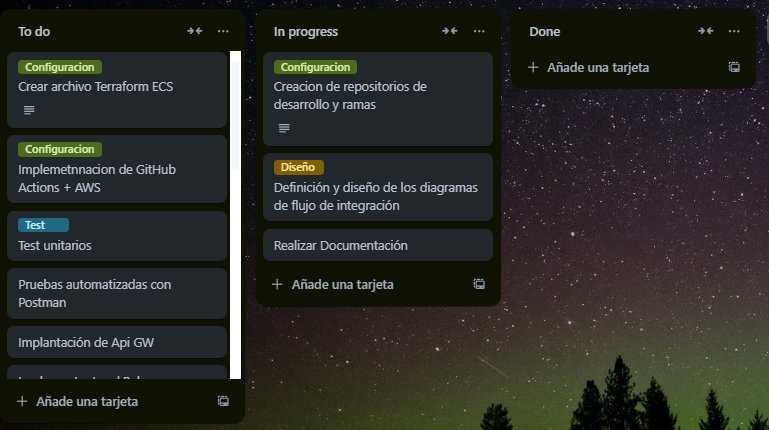 To do
Configuracion
Crear archivo Terraform ECS
Configuracion
Implemetnnacion de GitHub
Actions + AWS
Test
Test unitarios
Pruebas automatizadas con
Postman
Implantación de Api GW
Añade una tarjeta
In progress
Configuracion
Creacion de repositorios de
desarrollo y ramas
Diseño
Definición y diseño de los diagramas
de flujo de integración
Realizar Documentación
Añade una tarjeta
Done
Añade una tarjeta